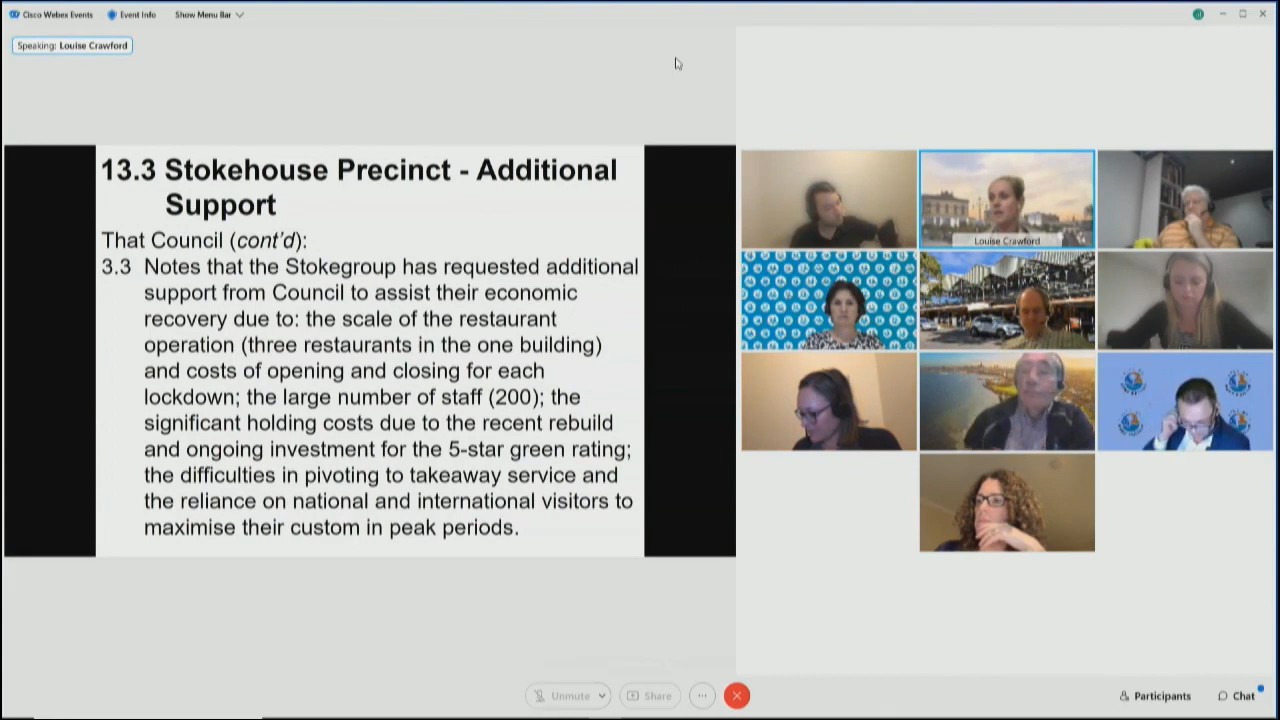 Cisco Webex Events
Event Info
Show Menu Bar
Speaking: Louise Crawford
13.3 Stokehouse Precinct - Additional
Support
That Council (cont'd):
3.3 Notes that the Stokegroup has requested additional
support from Council to assist their economic
recovery due to: the scale of the restaurant
operation (three restaurants in the one building)
and costs of opening and closing for each
lockdown; the large number of staff (200); the
significant holding costs due to the recent rebuild
and ongoing investment for the 5-star green rating;
the difficulties in pivoting to takeaway service and
the reliance on national and international visitors to
maximise their custom in peak periods.
Louise Crawford
Unmute
Share
Participants
Chat